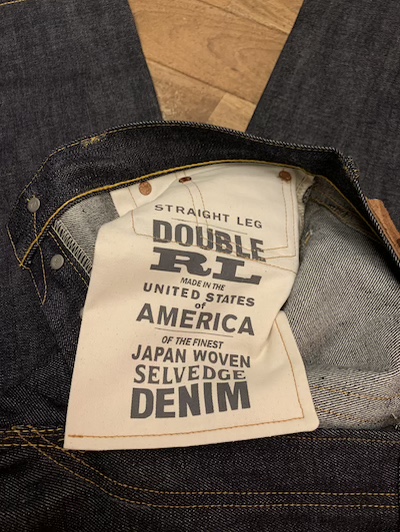 STRAIGHT LEG
DOUBLE
RL
MADE IN THE
UNITED STATES
of
AMERICA
OF THE FINEST
JAPAN WOVEN
SELVEDGE
DENIM